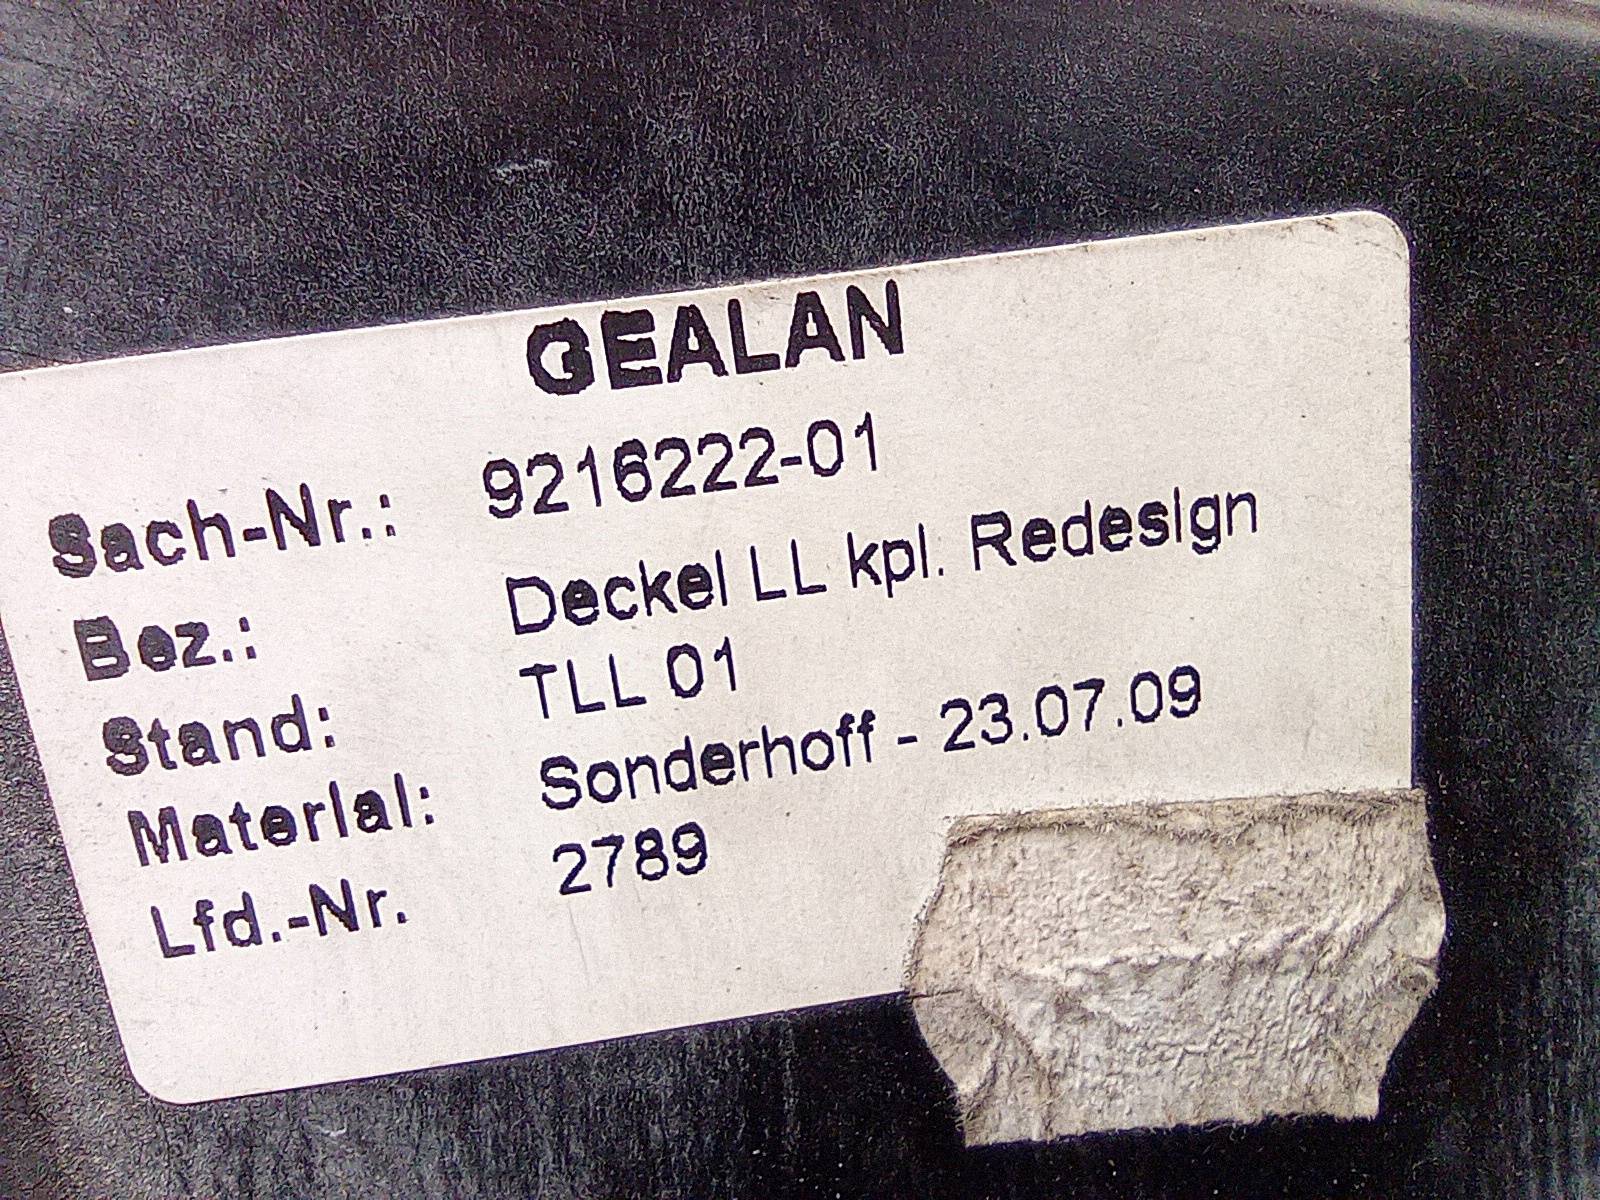 GEALAN
Sach-Nr.: 9216222-01
Bez.: Deckel LL kpl. Redesign
Stand: TLL 01
Material: Sonderhoff - 23.07.09
Lfd.-Nr. 2789